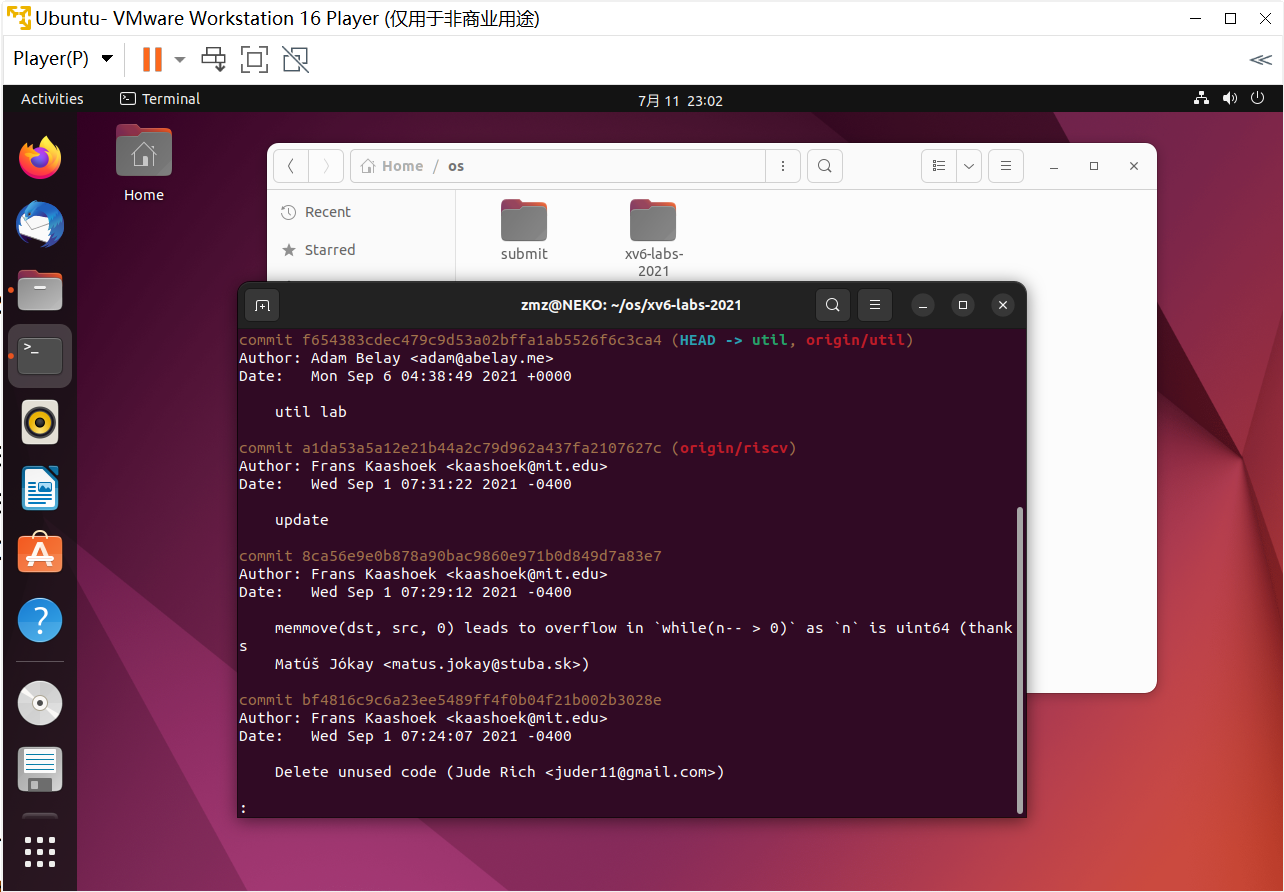 Ubuntu- VMware Workstation 16 Player (仅用于非商业用途)
Player(P)
Activities
Terminal
7月 11 23:02
Home
Home / os
Recent
Starred
submit
xv6-labs-
2021
zmz@NEKO: ~/os/xv6-labs-2021
commit f654383cdec479c9d53a02bffa1ab5526f6c3ca4 (HEAD -> util, origin/util)
Author: Adam Belay <adam@abelay.me>
Date:   Mon Sep 6 04:38:49 2021 +0000
    util lab
commit a1da53a5a12e21b44a2c79d962a437fa2107627c (origin/riscv)
Author: Frans Kaashoek <kaashoek@mit.edu>
Date:   Wed Sep 1 07:31:22 2021 -0400
    update
commit 8ca56e9e0b878a90bac9860e971b0d849d7a83e7
Author: Frans Kaashoek <kaashoek@mit.edu>
Date:   Wed Sep 1 07:29:12 2021 -0400
    memmove(dst, src, 0) leads to overflow in `while(n-- > 0)` as `n` is uint64 (thank
s
    Matúš Jókay <matus.jokay@stuba.sk>)
commit bf4816c9c6a23ee5489ff4f0b04f21b002b3028e
Author: Frans Kaashoek <kaashoek@mit.edu>
Date:   Wed Sep 1 07:24:07 2021 -0400
    Delete unused code (Jude Rich <juder11@gmail.com>)
: